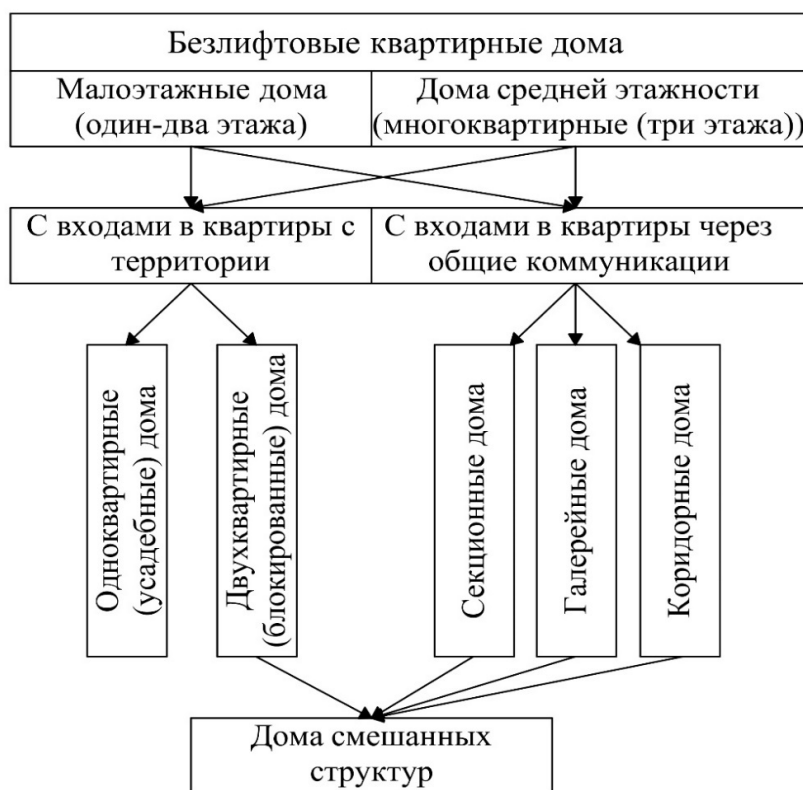 Безлифтовые квартирные дома
Малоэтажные дома
(один-два этажа)
Дома средней этажности
(многоквартирные (три этажа))
С входами в квартиры с
территории
С входами в квартиры через
общие коммуникации
Одноквартирные
(усадебные) дома
Двухквартирные
(блокированные) дома
Секционные дома
Галерейные дома
Коридорные дома
Дома смешанных
структур